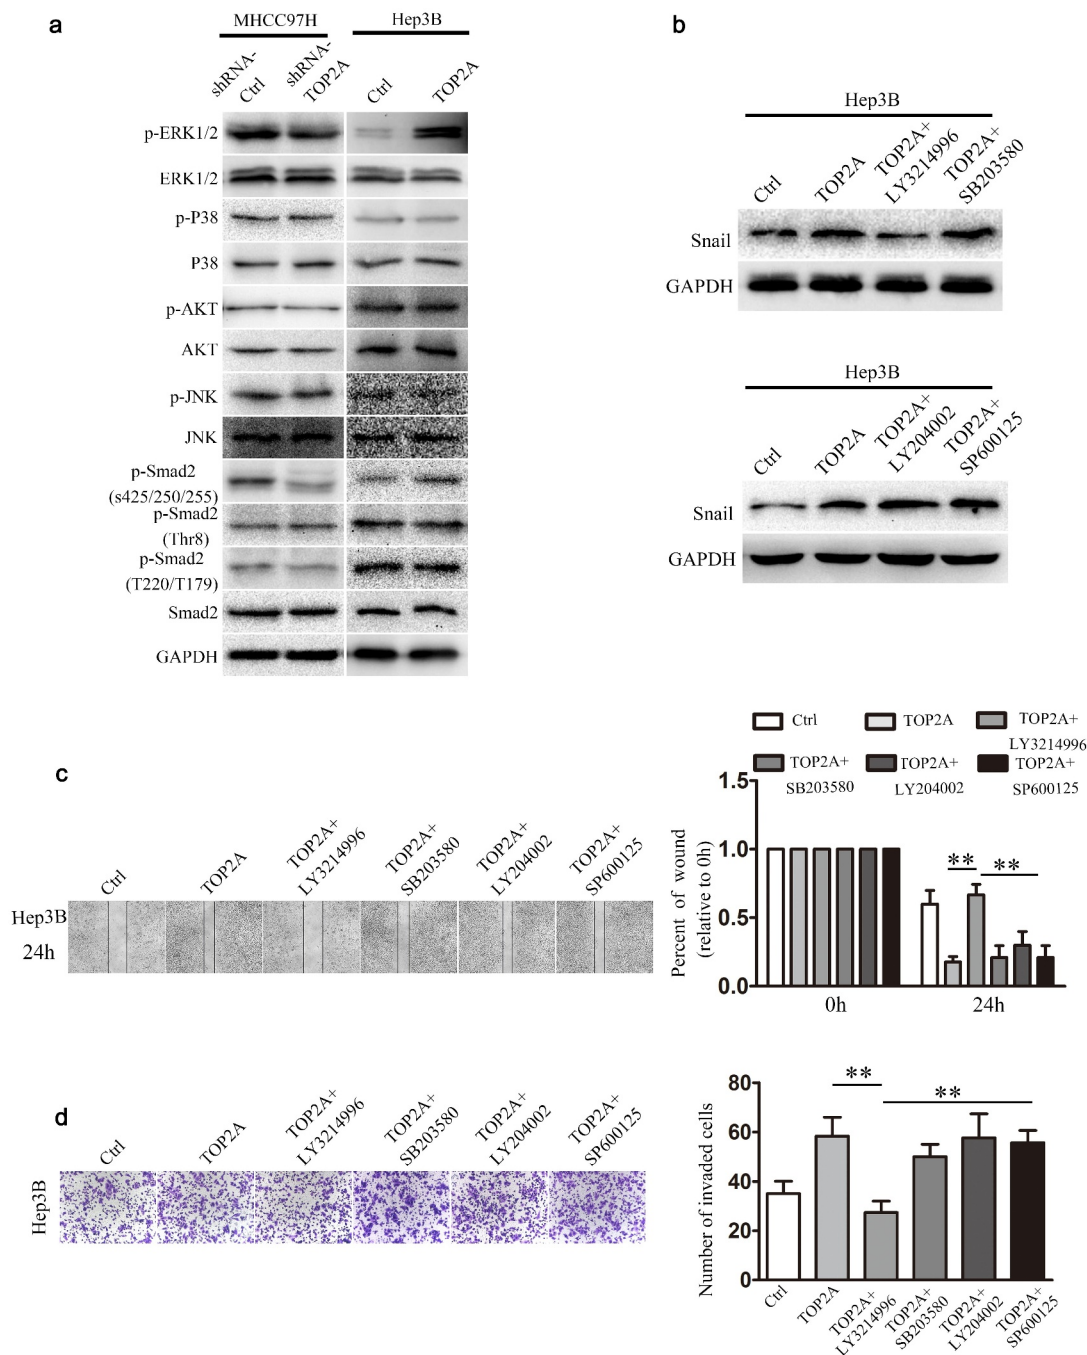 a
MHCC97H
Hep3B
shRNA-
Ctrl
shRNA-
TOP2A
Ctrl
TOP2A
p-ERK1/2
ERK1/2
p-P38
P38
p-AKT
AKT
p-JNK
JNK
p-Smad2
(s425/250/255)
p-Smad2
(Thr8)
p-Smad2
(T220/T179)
Smad2
GAPDH
b
Hep3B
Ctrl
TOP2A
TOP2A+
LY3214996
TOP2A+
SB203580
Snail
GAPDH
Hep3B
Ctrl
TOP2A
TOP2A+
LY204002
TOP2A+
SP600125
Snail
GAPDH
c
Ctrl
TOP2A
TOP2A+
LY3214996
TOP2A+
SB203580
TOP2A+
LY204002
TOP2A+
SP600125
Hep3B
24h
Ctrl
TOP2A
TOP2A+
LY3214996
TOP2A+
SB203580
TOP2A+
LY204002
TOP2A+
SP600125
Percent of wound
(relative to 0h)
1.5
1.0
0.5
0.0
**
**
0h
24h
d
Ctrl
TOP2A
TOP2A+
LY3214996
TOP2A+
SB203580
TOP2A+
LY204002
TOP2A+
SP600125
Hep3B
Number of invaded cells
80
60
40
20
0
**
**
Ctrl
TOP2A
TOP2A+
LY3214996
TOP2A+
SB203580
TOP2A+
LY204002
TOP2A+
SP600125